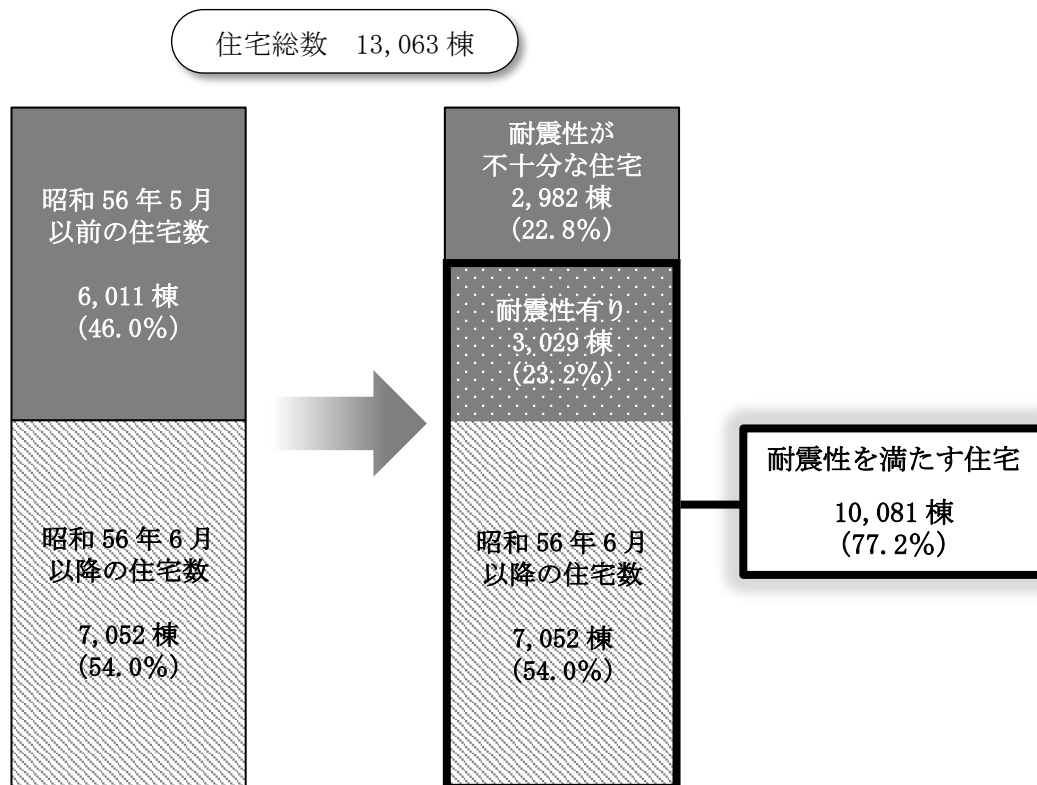 住宅総数　13,063 棟
昭和 56 年 5 月
以前の住宅数
6,011 棟
(46.0%)
昭和 56 年 6 月
以降の住宅数
7,052 棟
(54.0%)
耐震性が
不十分な住宅
2,982 棟
(22.8%)
耐震性有り
3,029 棟
(23.2%)
昭和 56 年 6 月
以降の住宅数
7,052 棟
(54.0%)
耐震性を満たす住宅
10,081 棟
(77.2%)